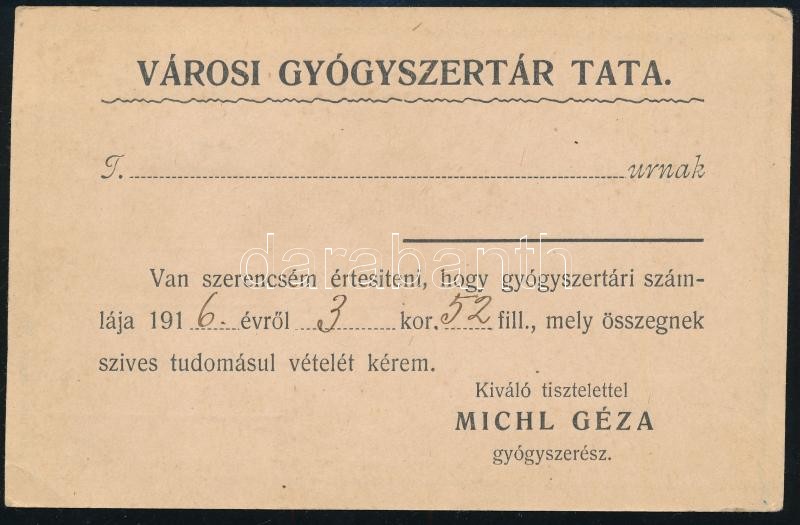 VÁROSI GYÓGYSZERTÁR TATA.
T. urnak
darabanth
Van szerencsém értesiteni, hogy gyógyszertári szám-
lája 1916. évről 3 kor. 52 fill., mely összegnek
szives tudomásul vételét kérem.
Kiváló tisztelettel
MICHL GÉZA
gyógyszerész.